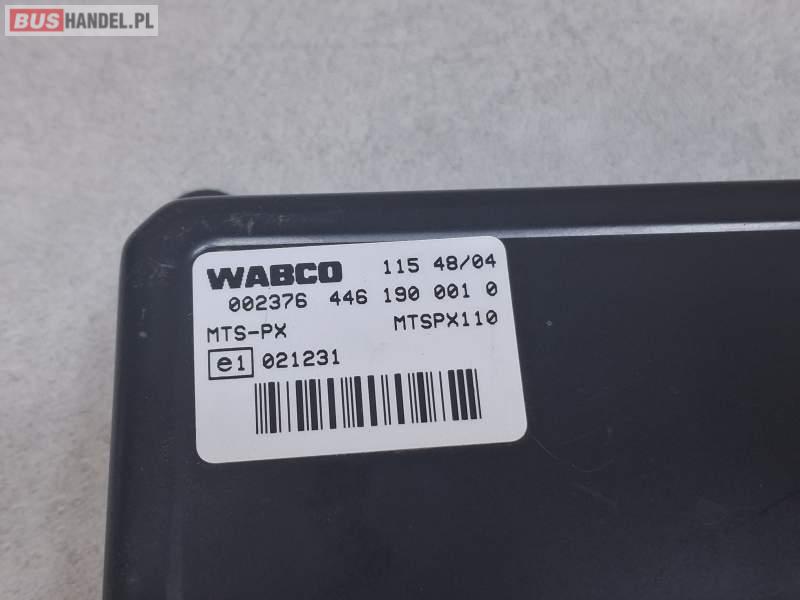 BUSHANDEL.PL
WABCO 115 48/04
002376 446 190 001 0
MTS-PX MTSPX110
e1 021231